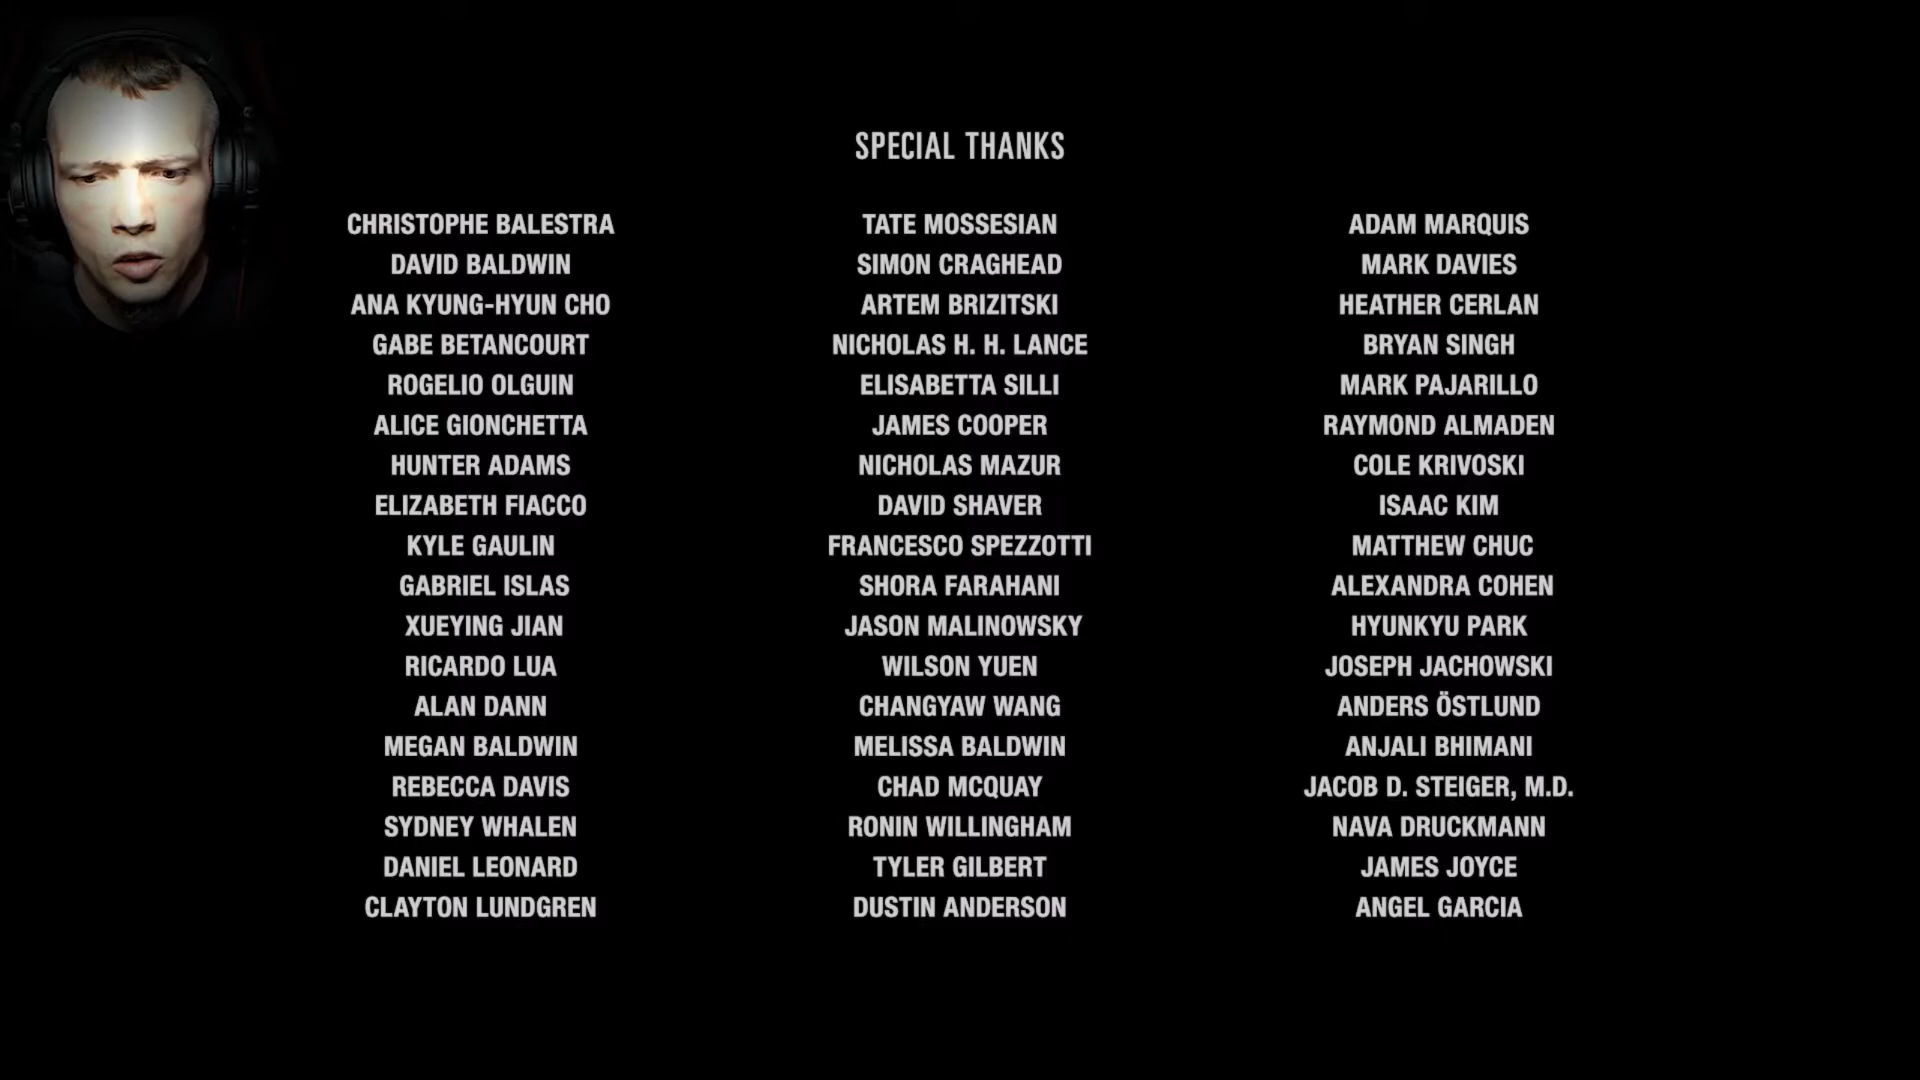 SPECIAL THANKS
CHRISTOPHE BALESTRA
DAVID BALDWIN
ANA KYUNG-HYUN CHO
GABE BETANCOURT
ROGELIO OLGUIN
ALICE GIONCHETTA
HUNTER ADAMS
ELIZABETH FIACCO
KYLE GAULIN
GABRIEL ISLAS
XUEYING JIAN
RICARDO LUA
ALAN DANN
MEGAN BALDWIN
REBECCA DAVIS
SYDNEY WHALEN
DANIEL LEONARD
CLAYTON LUNDGREN
TATE MOSSESIAN
SIMON CRAGHEAD
ARTEM BRIZITSKI
NICHOLAS H. H. LANCE
ELISABETTA SILLI
JAMES COOPER
NICHOLAS MAZUR
DAVID SHAVER
FRANCESCO SPEZZOTTI
SHORA FARAHANI
JASON MALINOWSKY
WILSON YUEN
CHANGYAW WANG
MELISSA BALDWIN
CHAD MCQUAY
RONIN WILLINGHAM
TYLER GILBERT
DUSTIN ANDERSON
ADAM MARQUIS
MARK DAVIES
HEATHER CERLAN
BRYAN SINGH
MARK PAJARILLO
RAYMOND ALMADEN
COLE KRIVOSKI
ISAAC KIM
MATTHEW CHUC
ALEXANDRA COHEN
HYUNKYU PARK
JOSEPH JACHOWSKI
ANDERS ÖSTLUND
ANJALI BHIMANI
JACOB D. STEIGER, M.D.
NAVA DRUCKMANN
JAMES JOYCE
ANGEL GARCIA